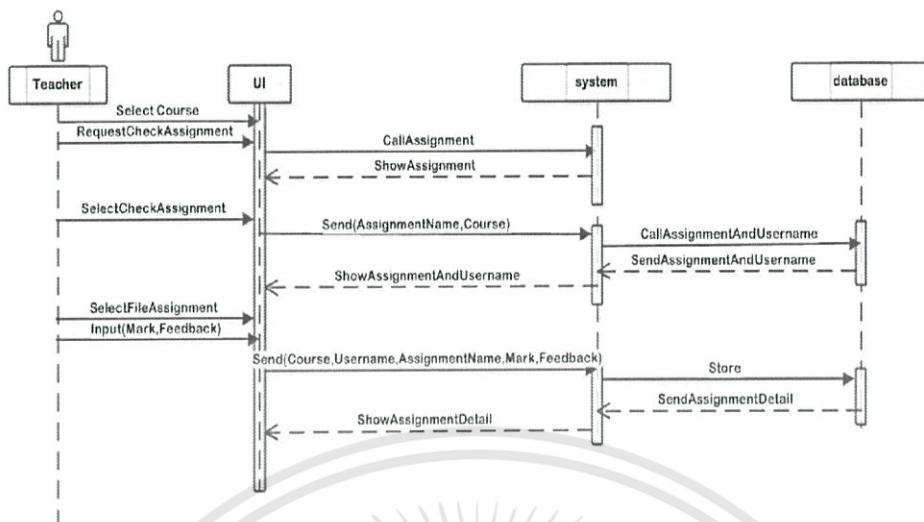 Teacher
UI
system
database
Select Course
RequestCheckAssignment
CallAssignment
ShowAssignment
SelectCheckAssignment
Send(AssignmentName,Course)
CallAssignmentAndUsername
SendAssignmentAndUsername
ShowAssignmentAndUsername
SelectFileAssignment
Input(Mark,Feedback)
Send(Course,Username,AssignmentName,Mark,Feedback)
Store
SendAssignmentDetail
ShowAssignmentDetail